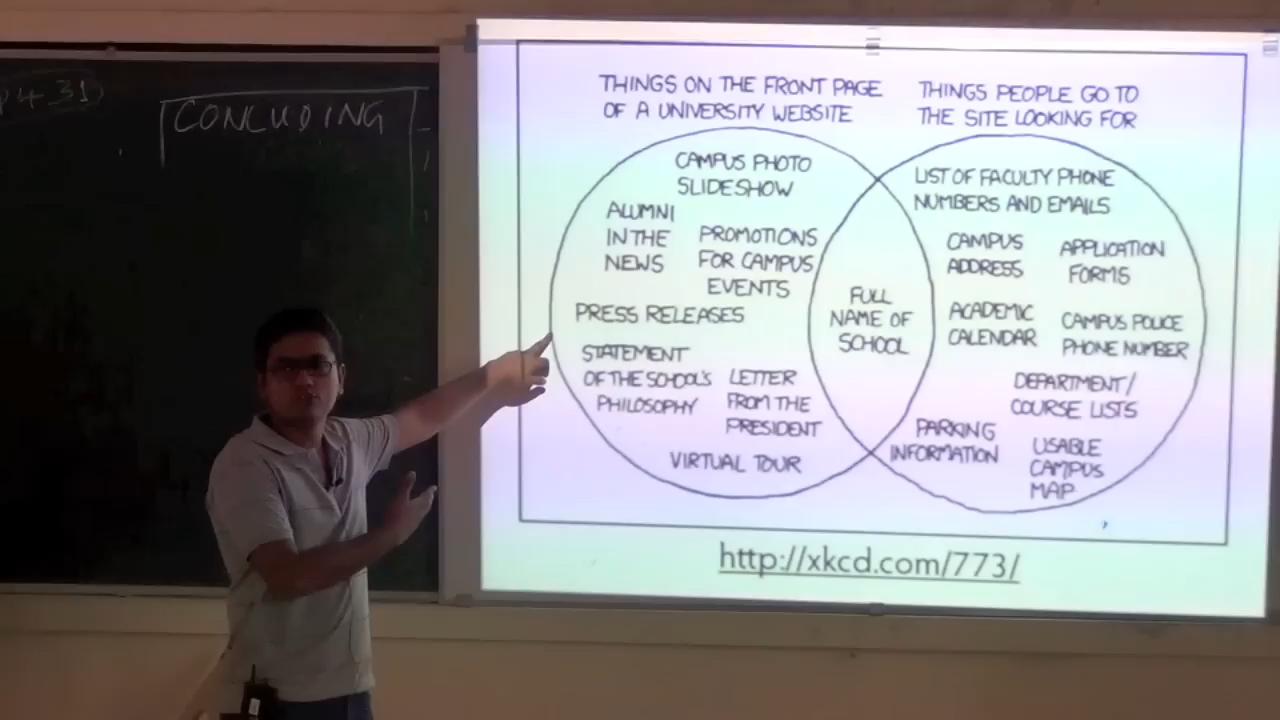 CONCLUDING
THINGS ON THE FRONT PAGE
OF A UNIVERSITY WEBSITE
THINGS PEOPLE GO TO
THE SITE LOOKING FOR
CAMPUS PHOTO
SLIDESHOW
ALUMNI
IN THE
NEWS
PROMOTIONS
FOR CAMPUS
EVENTS
PRESS RELEASES
STATEMENT
OF THE SCHOOL'S
PHILOSOPHY
LETTER
FROM THE
PRESIDENT
VIRTUAL TOUR
FULL
NAME OF
SCHOOL
LIST OF FACULTY PHONE
NUMBERS AND EMAILS
CAMPUS
ADDRESS
APPLICATION
FORMS
ACADEMIC
CALENDAR
CAMPUS POLICE
PHONE NUMBER
DEPARTMENT/
COURSE LISTS
PARKING
INFORMATION
USABLE
CAMPUS
MAP
http://xkcd.com/773/